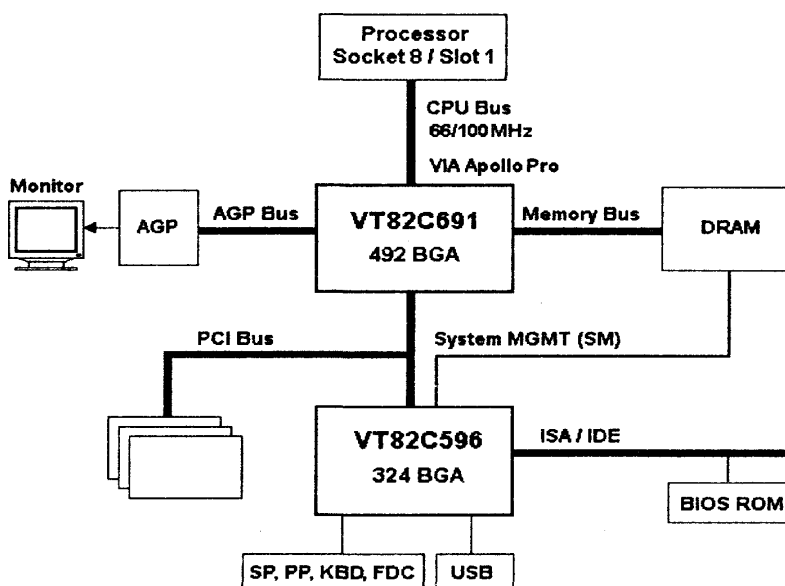 Processor
Socket 8 / Slot 1
CPU Bus
66/100MHz
VIA Apollo Pro
Monitor
AGP
AGP Bus
VT82C691
492 BGA
Memory Bus
DRAM
PCI Bus
System MGMT (SM)
VT82C596
324 BGA
ISA / IDE
BIOS ROM
SP, PP, KBD, FDC
USB